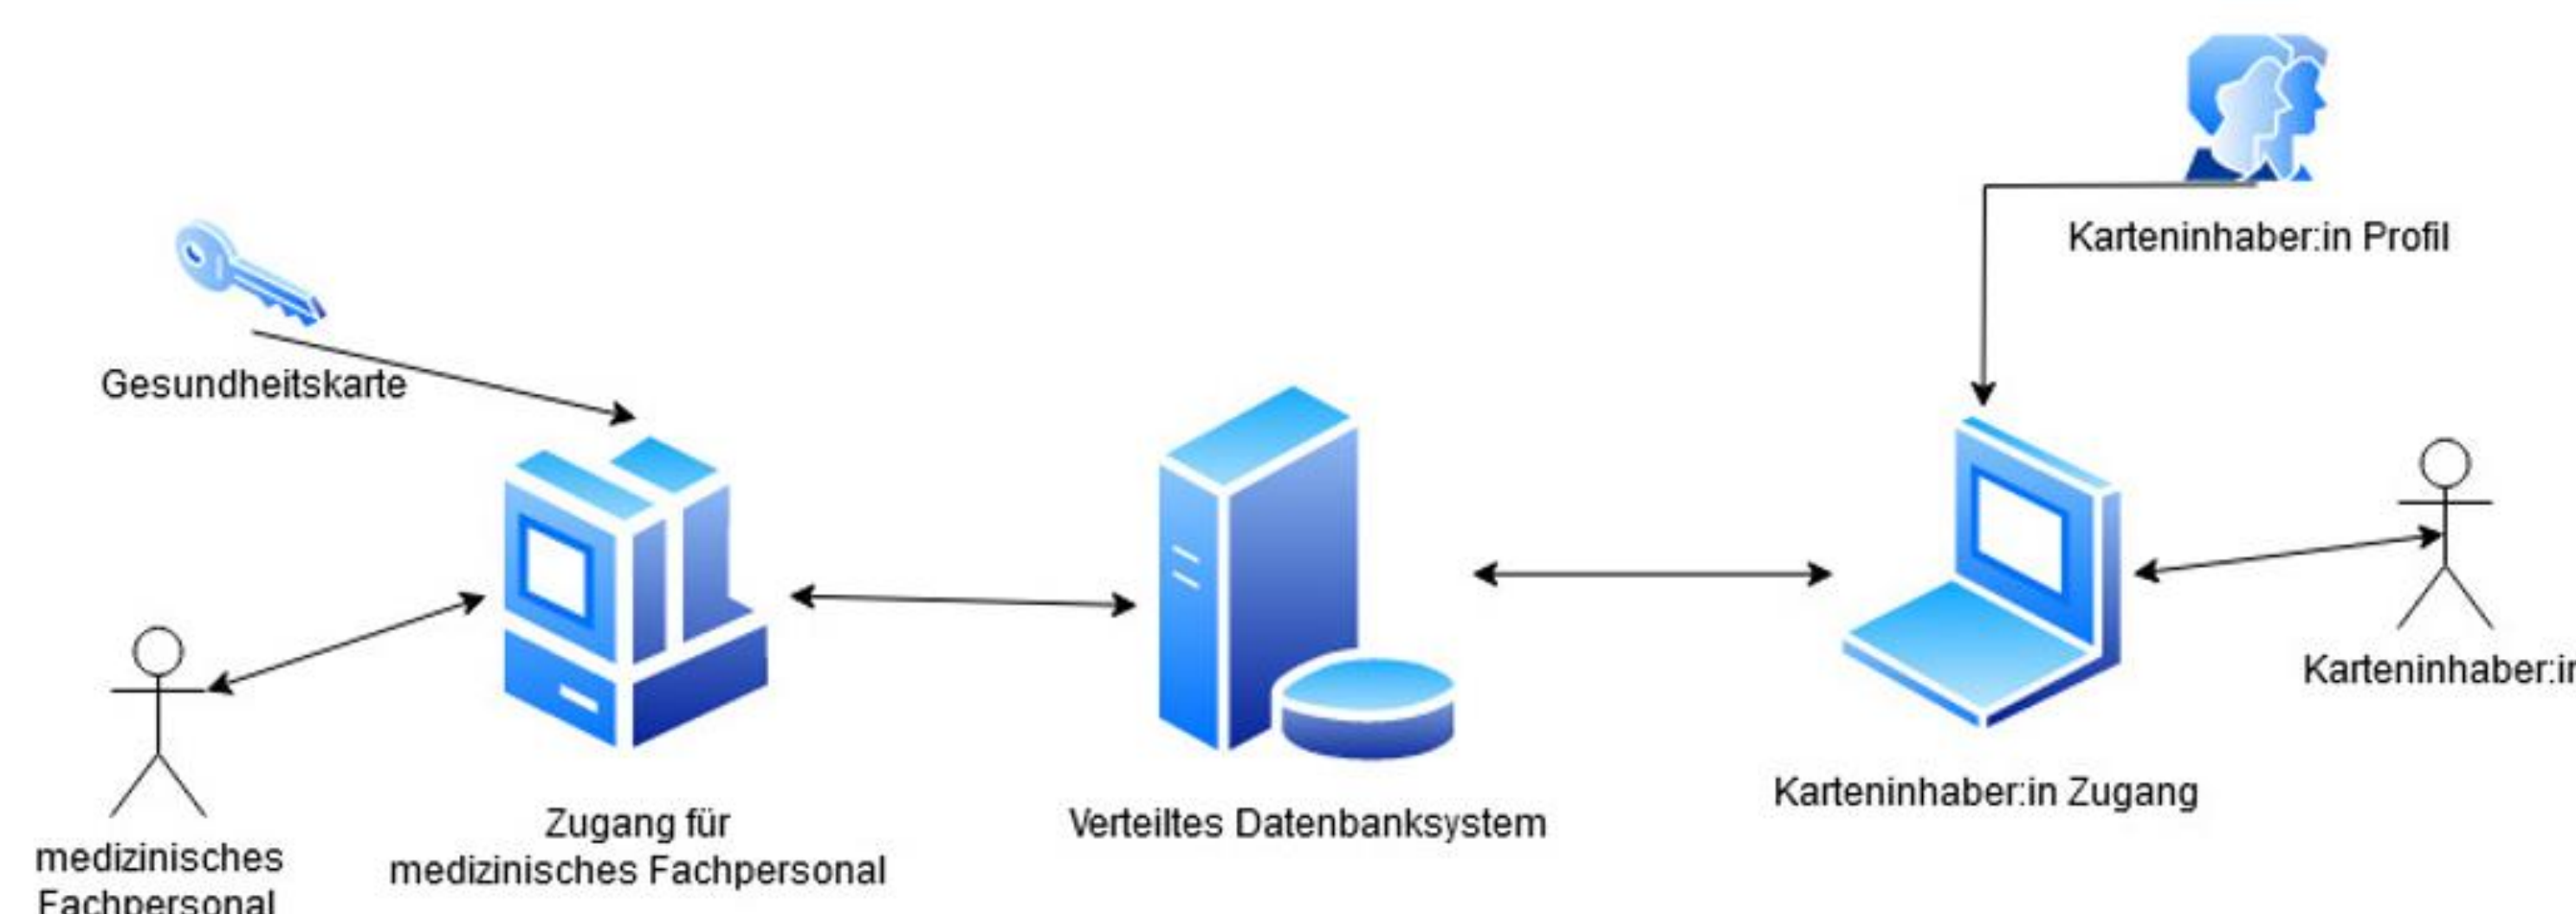 Karteninhaber:in Profil
Gesundheitskarte
Karteninhaber:in
Karteninhaber:in Zugang
Zugang für
medizinisches Fachpersonal
Verteiltes Datenbanksystem
medizinisches
Fachpersonal